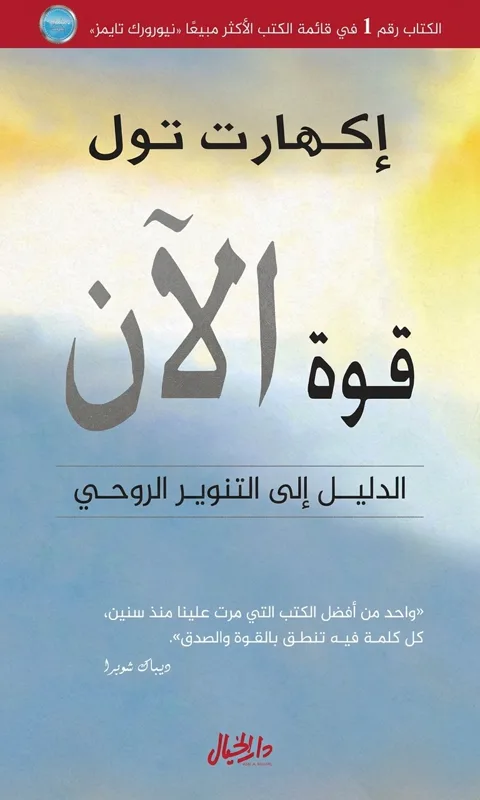 الكتاب رقم 1 في قائمة الكتب الأكثر مبيعًا «نيورورك تايمز»
إكهارت تول
قوة الآن
الدليل إلى التنوير الروحي
«واحد من أفضل الكتب التي مرت علينا منذ سنين،
كل كلمة فيه تنطق بالقوة والصدق».
ديباك شوبرا
دار الخيال